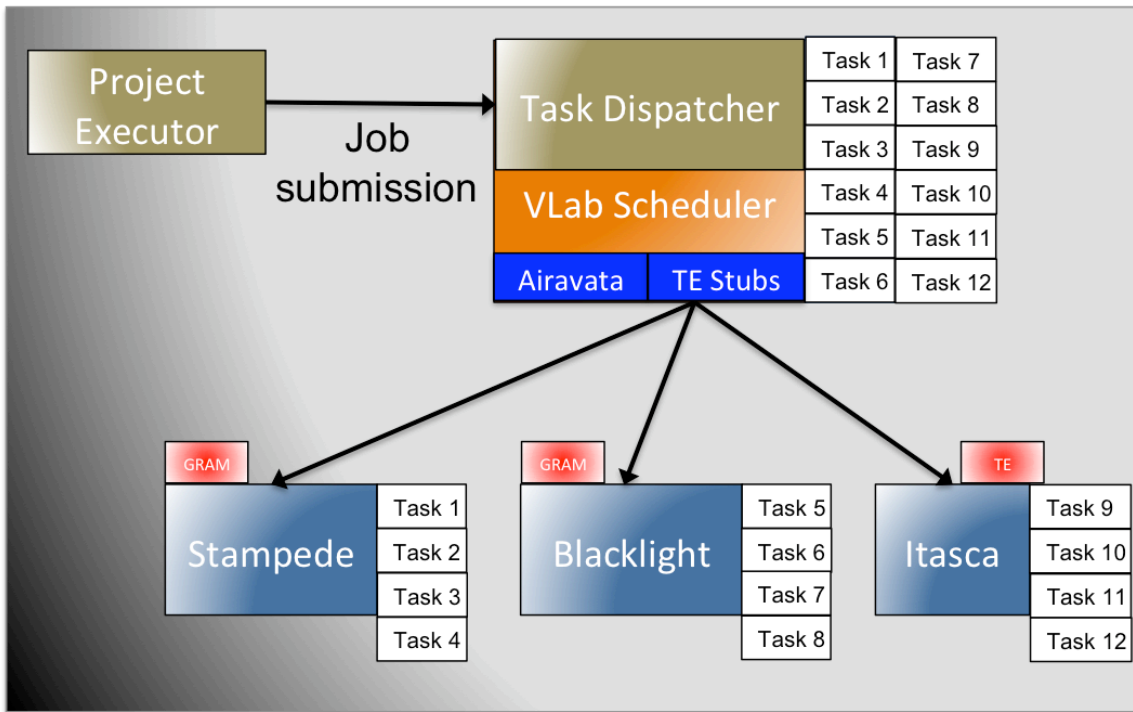 Project
Executor
Job
submission
Task Dispatcher
VLab Scheduler
Airavata
TE Stubs
Task 1
Task 7
Task 2
Task 8
Task 3
Task 9
Task 4
Task 10
Task 5
Task 11
Task 6
Task 12
GRAM
Stampede
Task 1
Task 2
Task 3
Task 4
GRAM
Blacklight
Task 5
Task 6
Task 7
Task 8
TE
Itasca
Task 9
Task 10
Task 11
Task 12